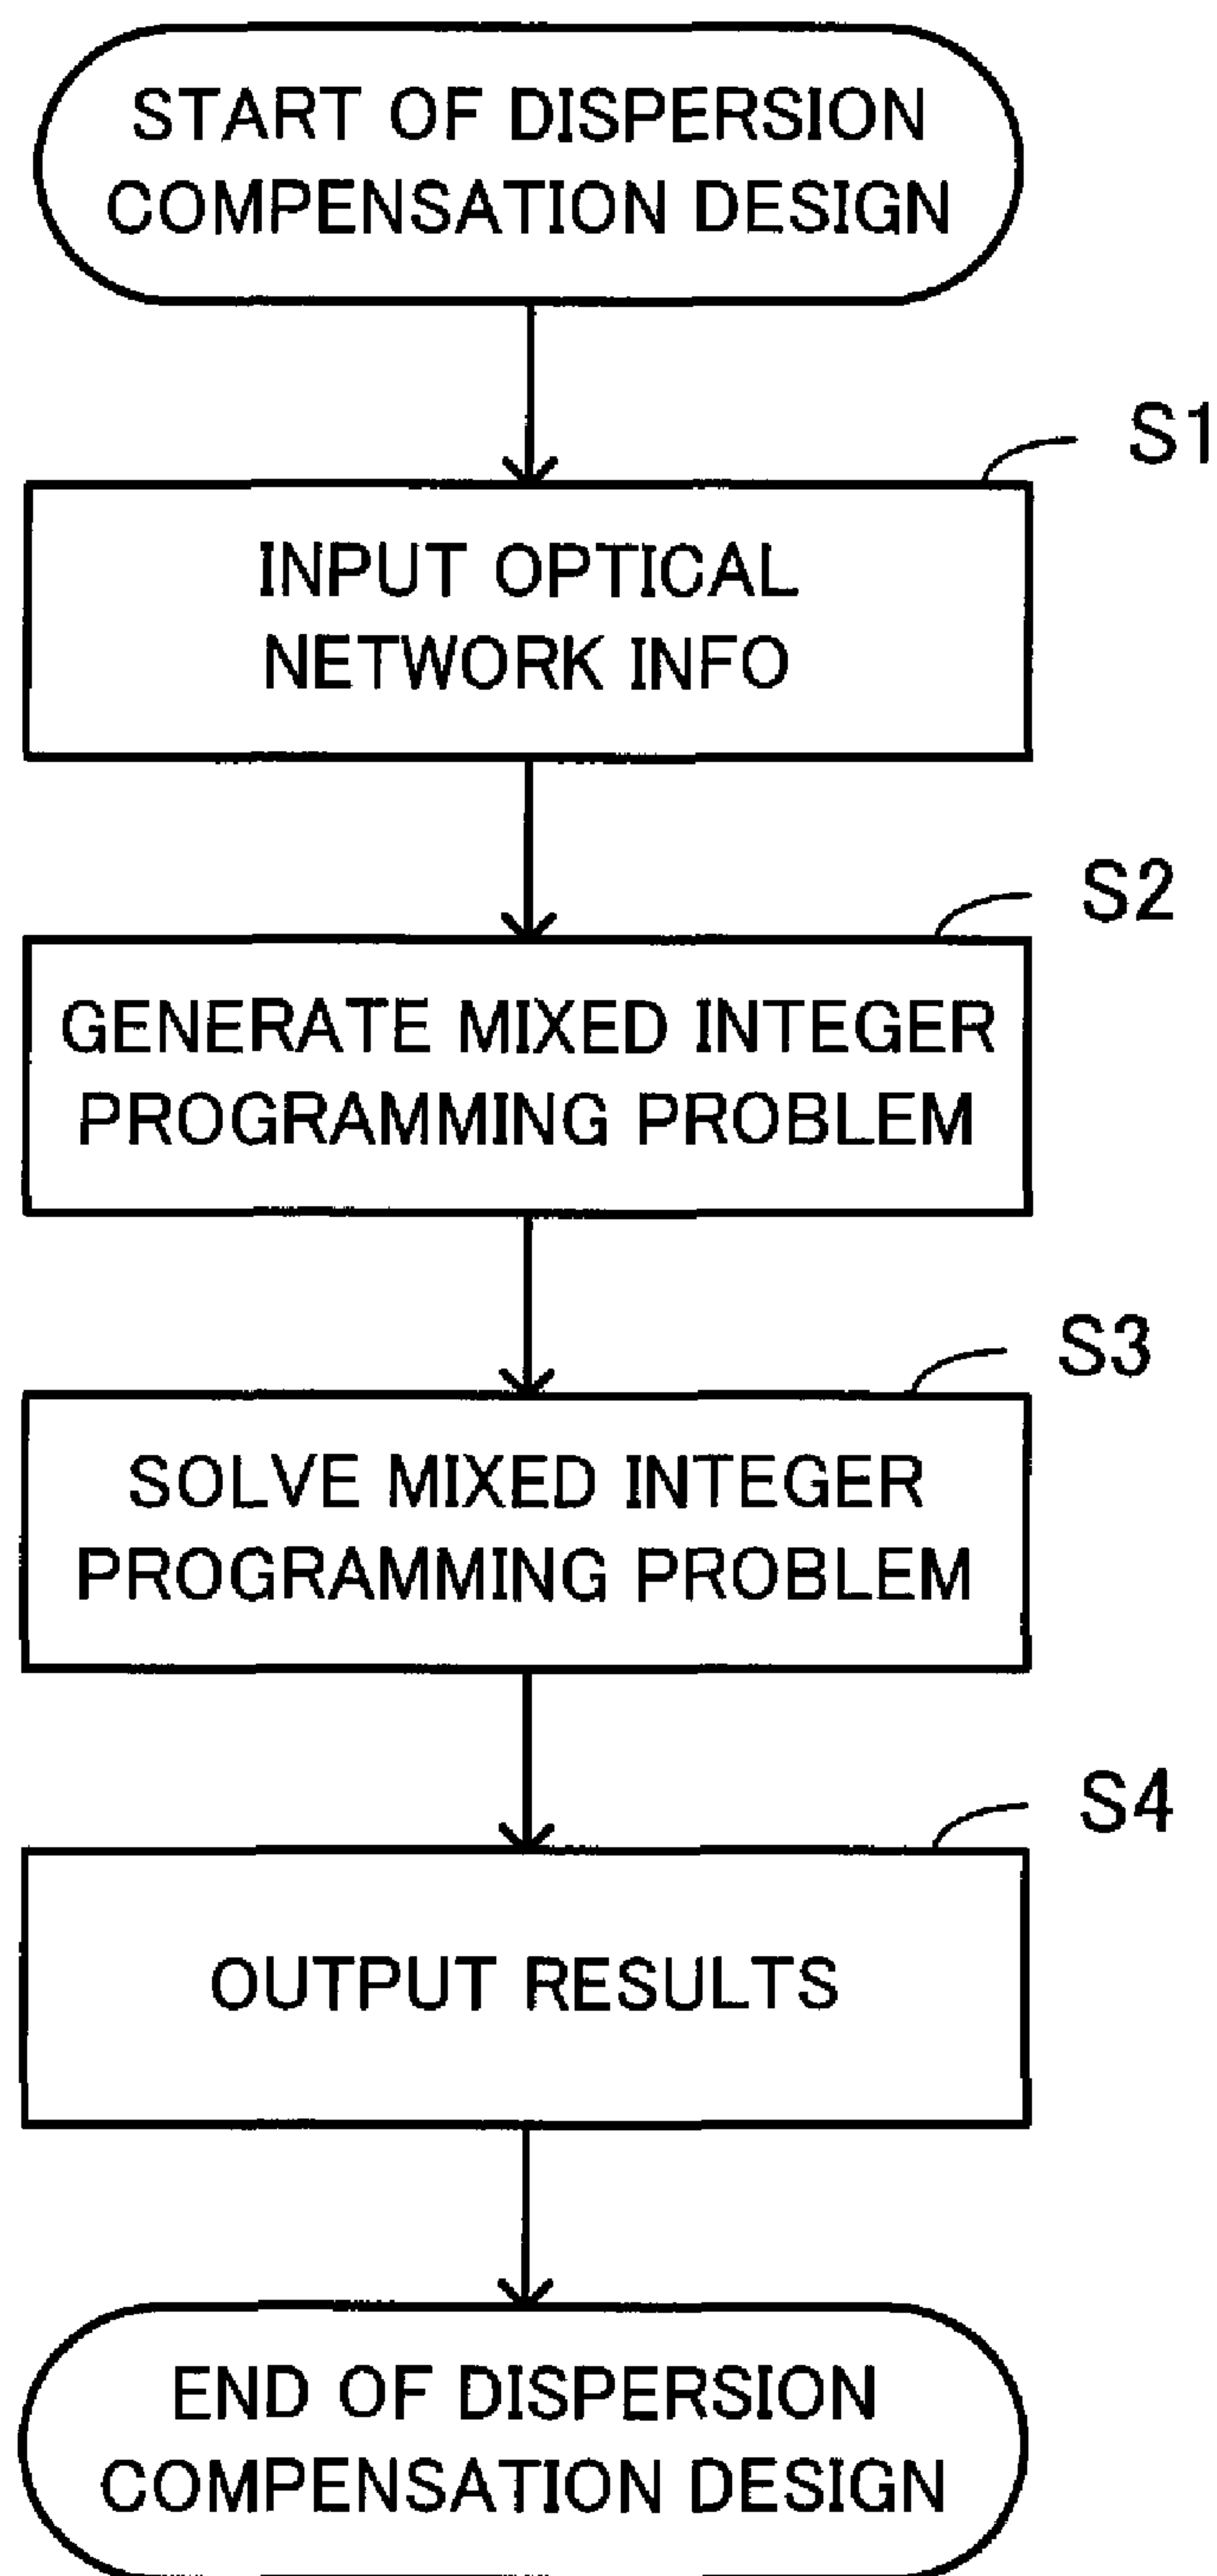 START OF DISPERSION
COMPENSATION DESIGN
S1
INPUT OPTICAL
NETWORK INFO
S2
GENERATE MIXED INTEGER
PROGRAMMING PROBLEM
S3
SOLVE MIXED INTEGER
PROGRAMMING PROBLEM
S4
OUTPUT RESULTS
END OF DISPERSION
COMPENSATION DESIGN